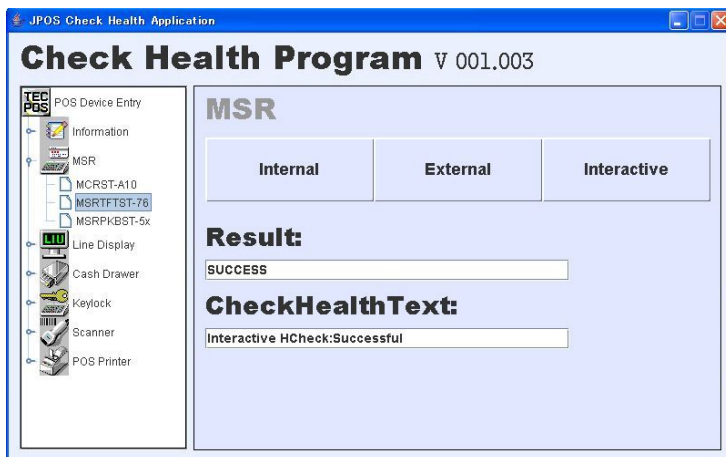 JPOS Check Health Application
Check Health Program V 001.003
TEC
POS
POS Device Entry
Information
MSR
MCRST-A10
MSRTFTST-76
MSRPKBST-5x
LIU
Line Display
Cash Drawer
Keylock
Scanner
POS Printer
MSR
Internal
External
Interactive
Result:
SUCCESS
CheckHealthText:
Interactive HCheck:Successful